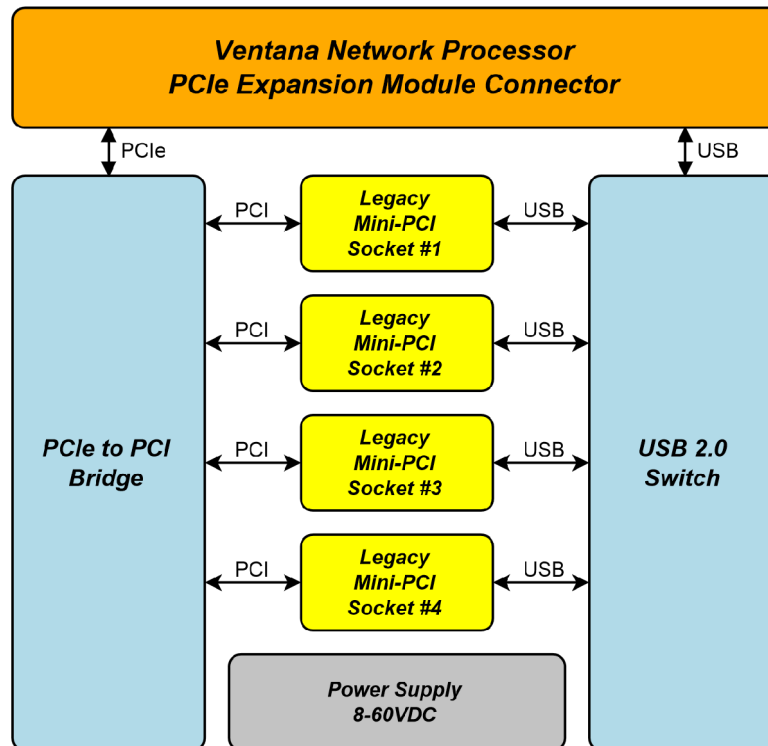 Ventana Network Processor
PCIe Expansion Module Connector
PCIe
USB
PCI
Legacy
Mini-PCI
Socket #1
USB
PCI
Legacy
Mini-PCI
Socket #2
USB
PCIe to PCI
Bridge
PCI
Legacy
Mini-PCI
Socket #3
USB
USB 2.0
Switch
PCI
Legacy
Mini-PCI
Socket #4
USB
Power Supply
8-60VDC